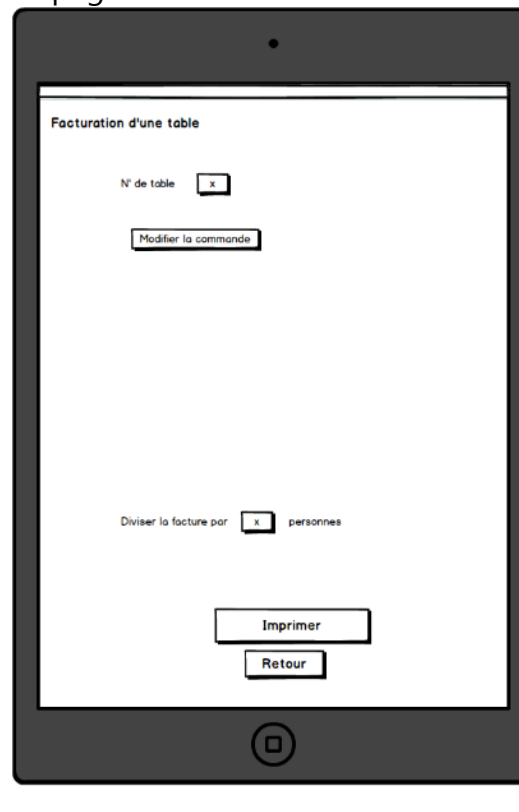 Facturation d'une table
N° de table x
Modifier la commande
Diviser la facture par x personnes
Imprimer
Retour